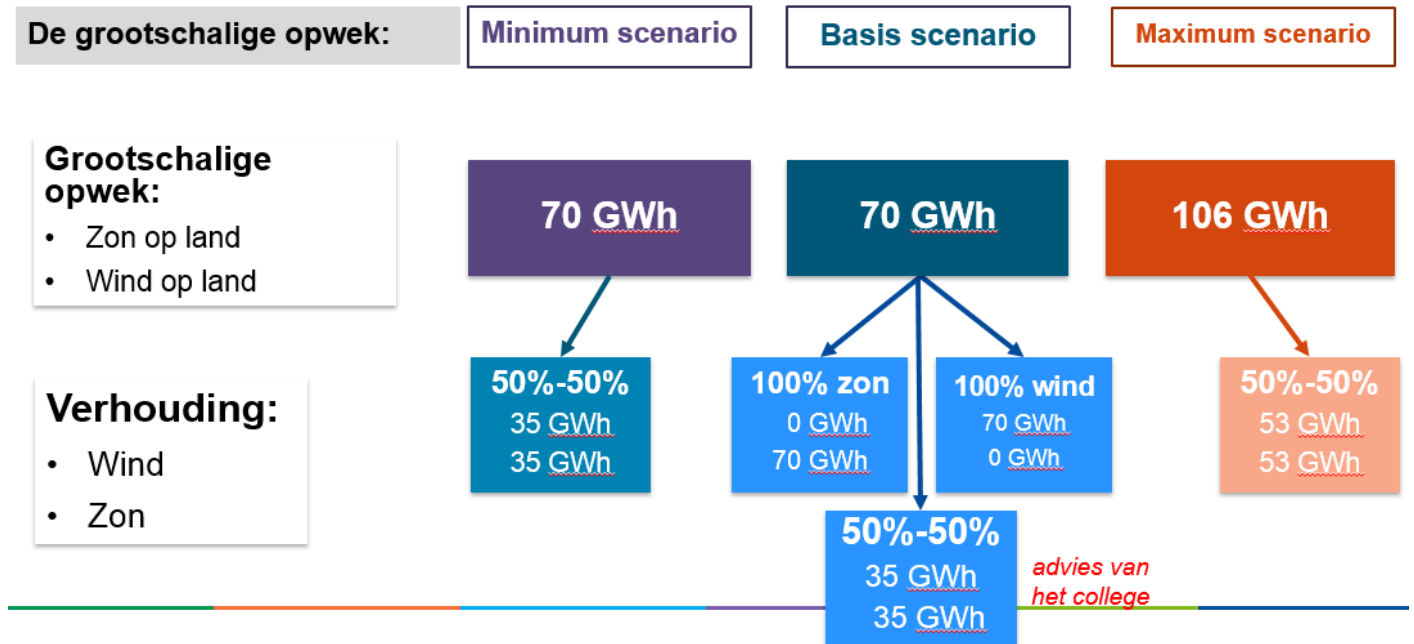 De grootschalige opwek:
Minimum scenario
Basis scenario
Maximum scenario
Grootschalige
opwek:
• Zon op land
• Wind op land
70 GWh
70 GWh
106 GWh
Verhouding:
• Wind
• Zon
50%-50%
35 GWh
35 GWh
100% zon
0 GWh
70 GWh
100% wind
70 GWh
0 GWh
50%-50%
53 GWh
53 GWh
50%-50%
35 GWh
35 GWh
advies van
het college